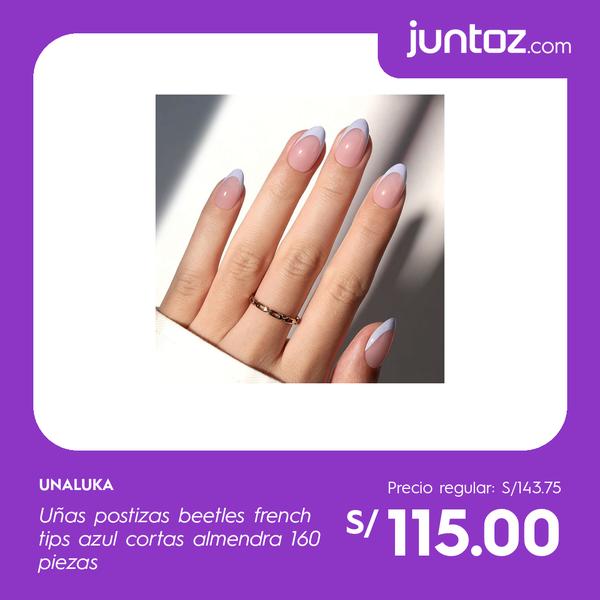 juntoz.com
UNALUKA
Uñas postizas beetles french
tips azul cortas almendra 160
piezas
Precio regular: S/143.75
S/115.00